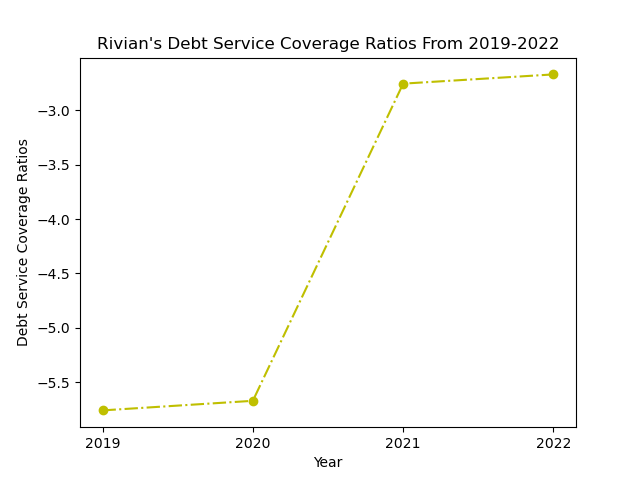 Rivian's Debt Service Coverage Ratios From 2019-2022
Debt Service Coverage Ratios
−3.0
−3.5
−4.0
−4.5
−5.0
−5.5
2019 2020 2021 2022
Year